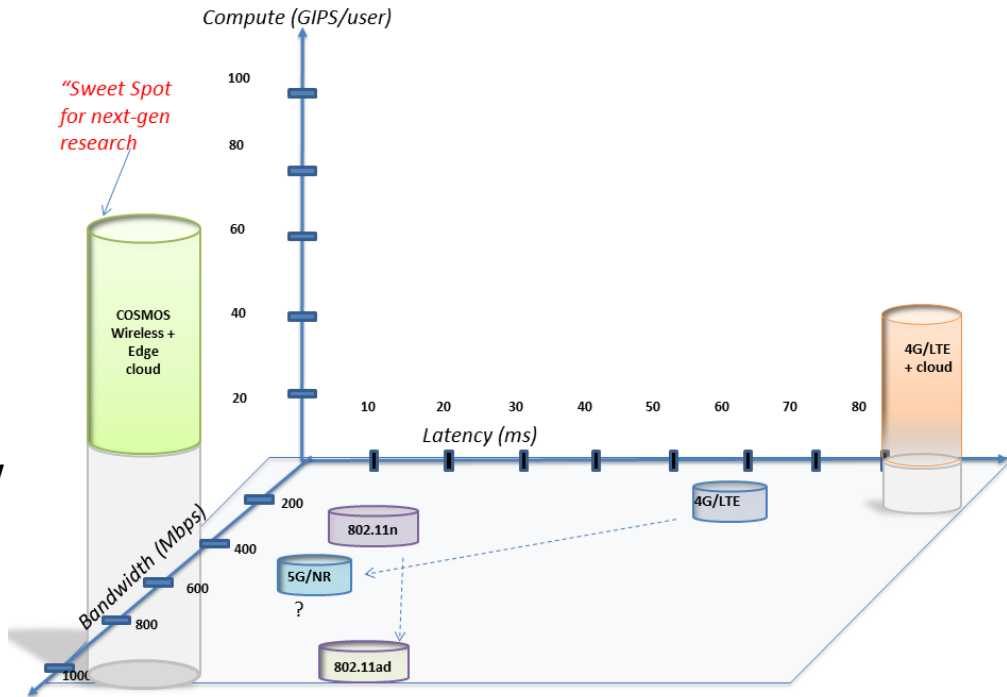 Compute (GIPS/user)
“Sweet Spot
for next-gen
research
100
80
60
40
20
COSMOS
Wireless +
Edge
cloud
4G/LTE
+ cloud
10
20
30
40
50
60
70
80
Latency (ms)
Bandwidth (Mbps)
200
400
600
800
1000
4G/LTE
802.11n
5G/NR
?
802.11ad